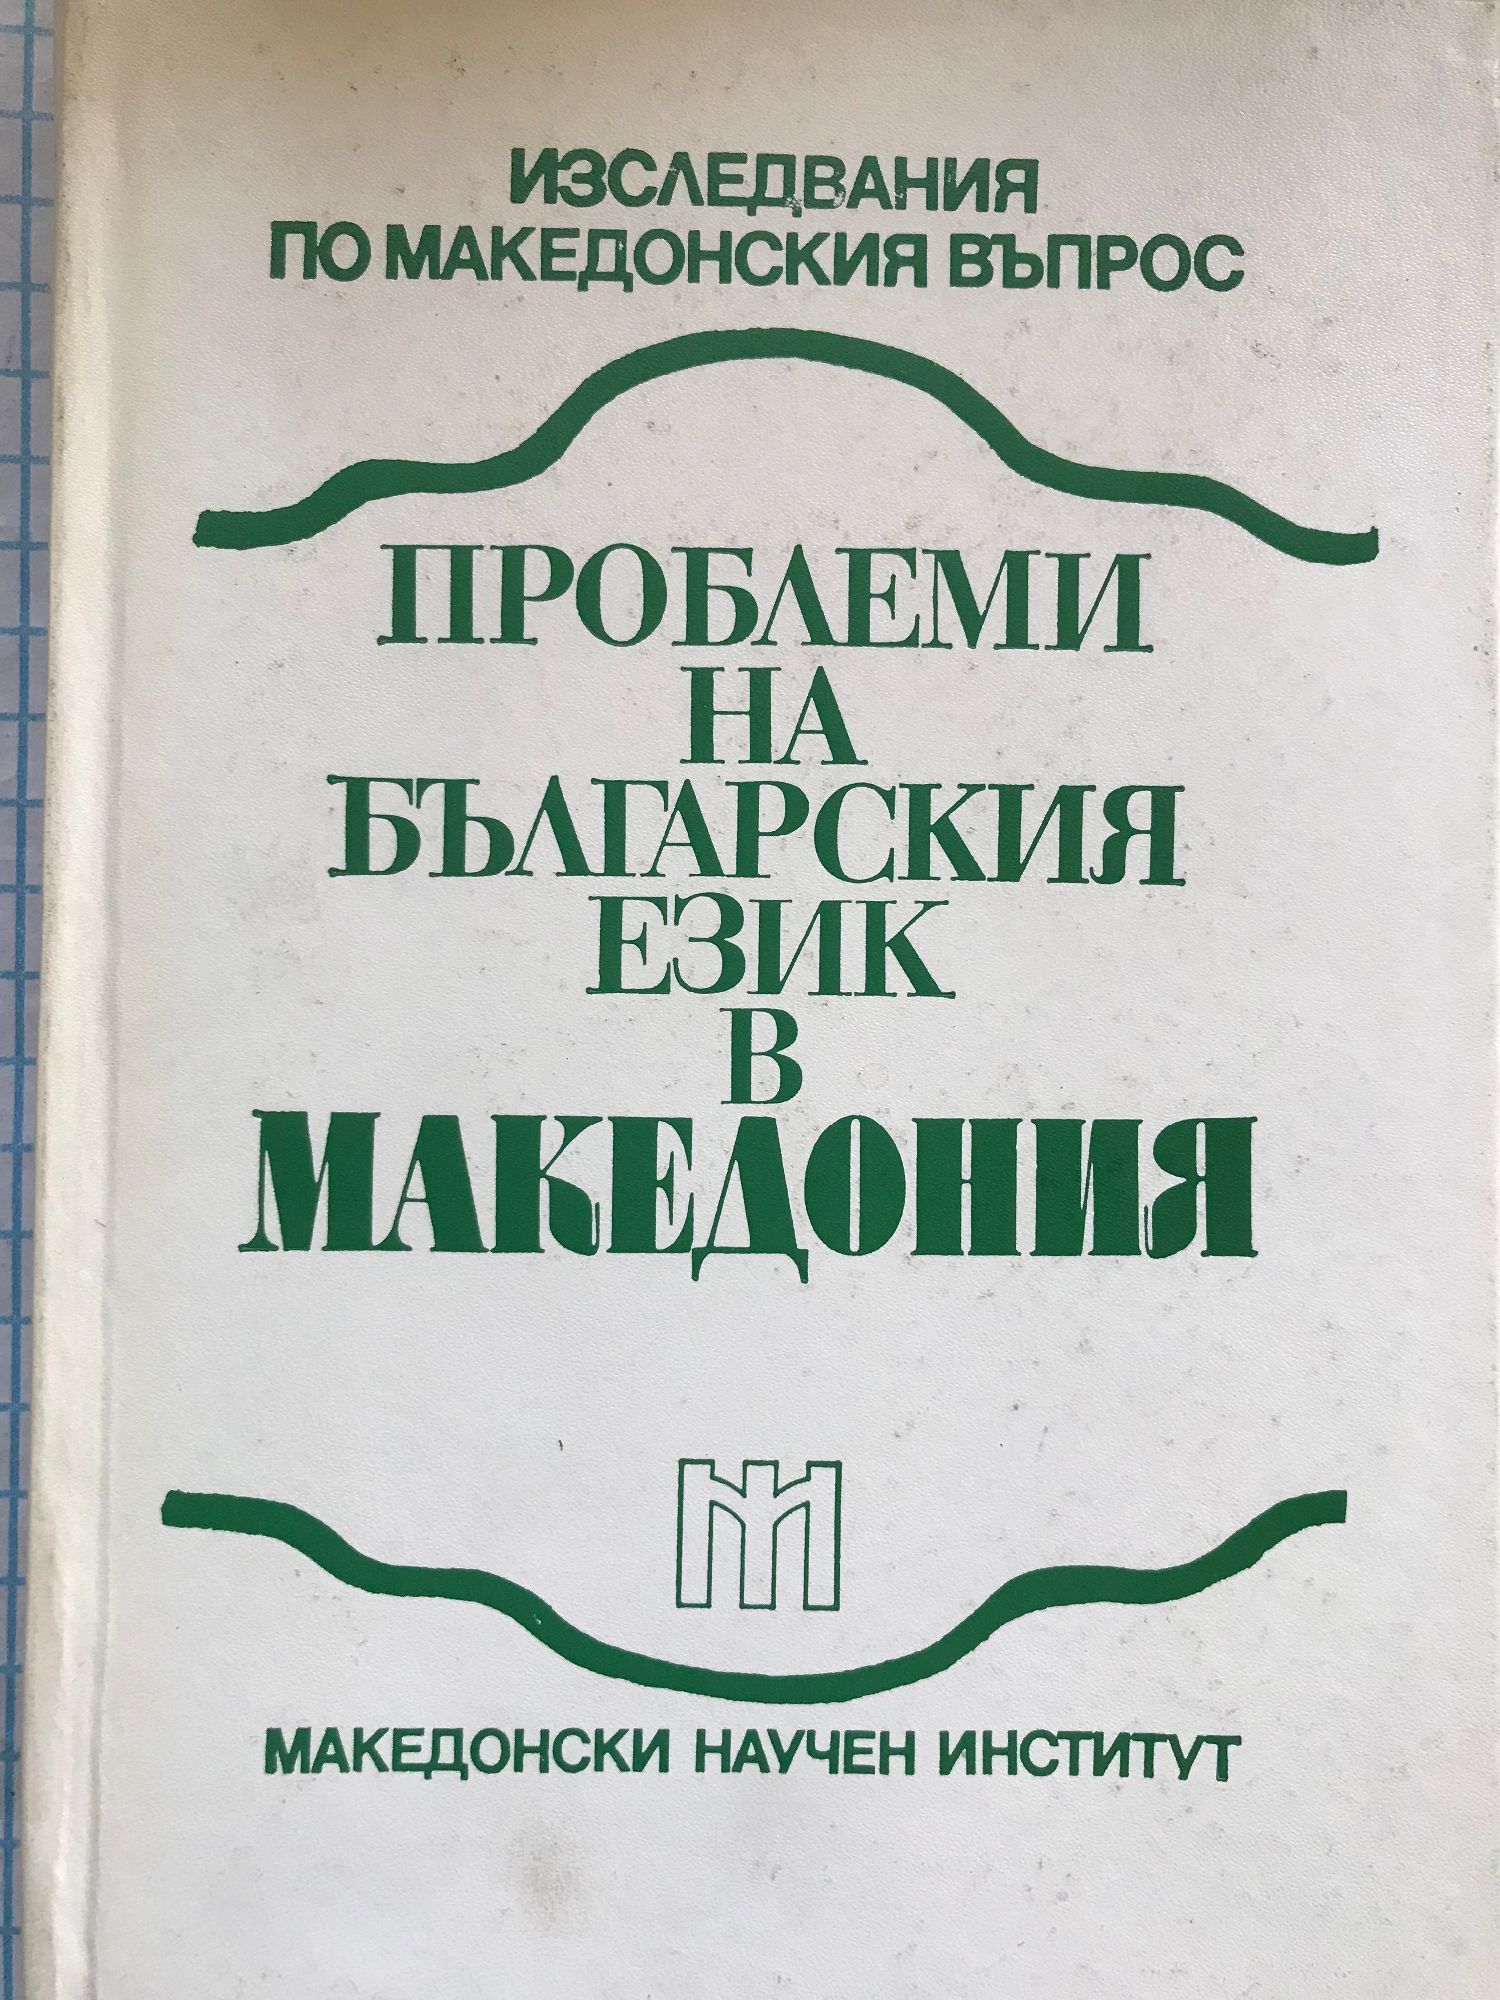 ИЗСЛЕДВАНИЯ
ПО МАКЕДОНСКИЯ ВЪПРОС
ПРОБЛЕМИ
НА
БЪЛГАРСКИЯ
ЕЗИК
В
МАКЕДОНИЯ
МАКЕДОНСКИ НАУЧЕН ИНСТИТУТ